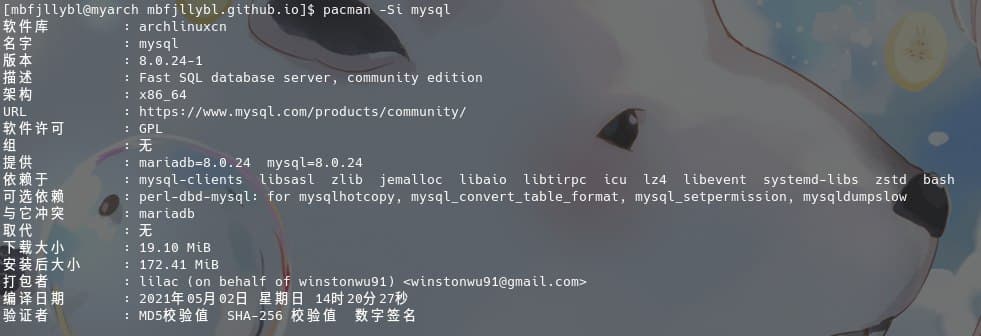 [mbfjllybl@myarch mbfjllybl.github.io]$ pacman -Si mysql
软件库 : archlinuxcn
名字 : mysql
版本 : 8.0.24-1
描述 : Fast SQL database server, community edition
架构 : x86_64
URL : https://www.mysql.com/products/community/
软件许可 : GPL
组 : 无
提供 : mariadb=8.0.24 mysql=8.0.24
依赖于 : mysql-clients libsasl zlib jemalloc libaio libtirpc icu lz4 libevent systemd-libs zstd bash
可选依赖 : perl-dbd-mysql: for mysqlhotcopy, mysql_convert_table_format, mysql_setpermission, mysqldumpslow
与它冲突 : mariadb
取代 : 无
下载大小 : 19.10 MiB
安装后大小 : 172.41 MiB
打包者 : lilac (on behalf of winstonwu91) <winstonwu91@gmail.com>
编译日期 : 2021年05月02日 星期日 14时20分27秒
验证者 : MD5校验值 SHA-256 校验值 数字签名